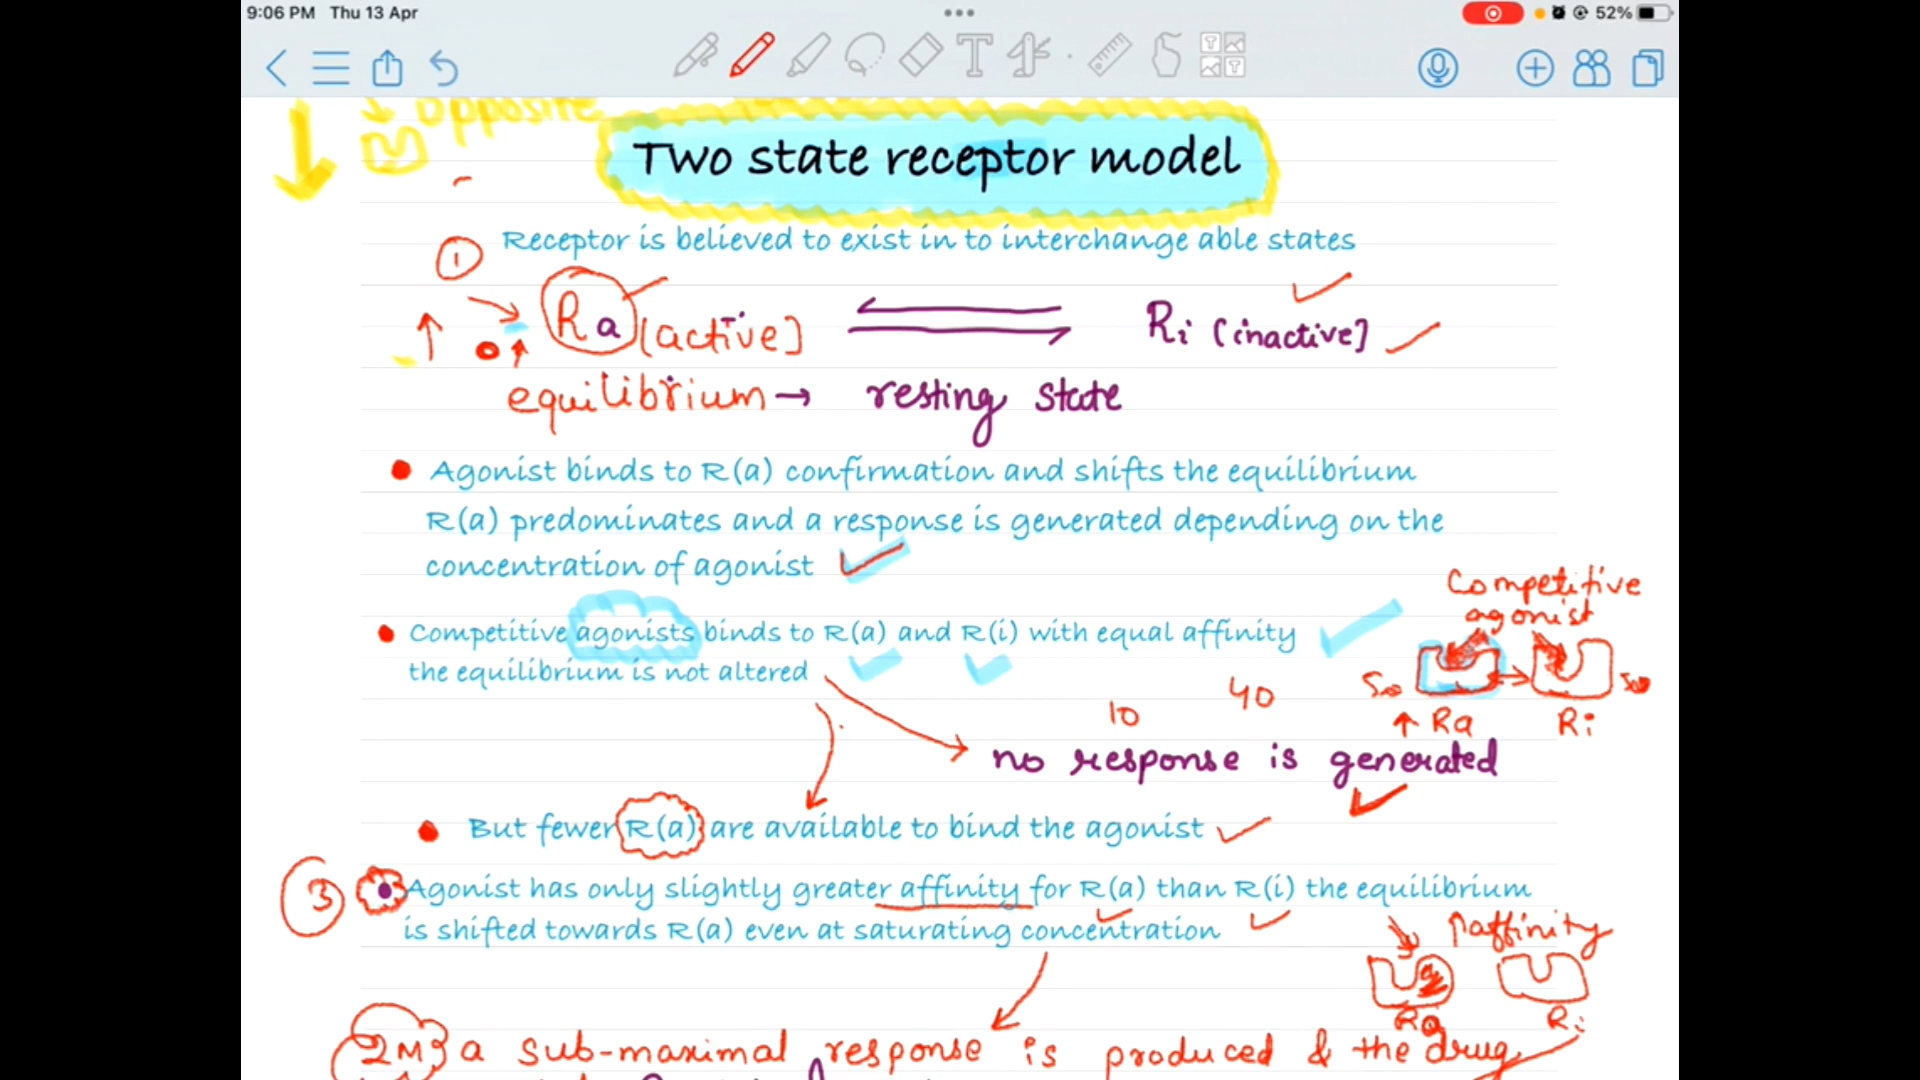 9:06 PM Thu 13 Apr
52%
opposite
Two state receptor model
Receptor is believed to exist in to interchange able states
1
Ra (active] Ri [inactive]
equilibrium → resting state
Agonist binds to R(a) confirmation and shifts the equilibrium
R(a) predominates and a response is generated depending on the
concentration of agonist
Competitive
agonist
Competitive agonists binds to R(a) and R(i) with equal affinity
the equilibrium is not altered
10 40
↑ Ra Ri
no response is generated
But fewer R(a) are available to bind the agonist
3
Agonist has only slightly greater affinity for R(a) than R(i) the equilibrium
is shifted towards R(a) even at saturating concentration
↑affinity
Ra Ri
a sub-maximal response is produced & the drug